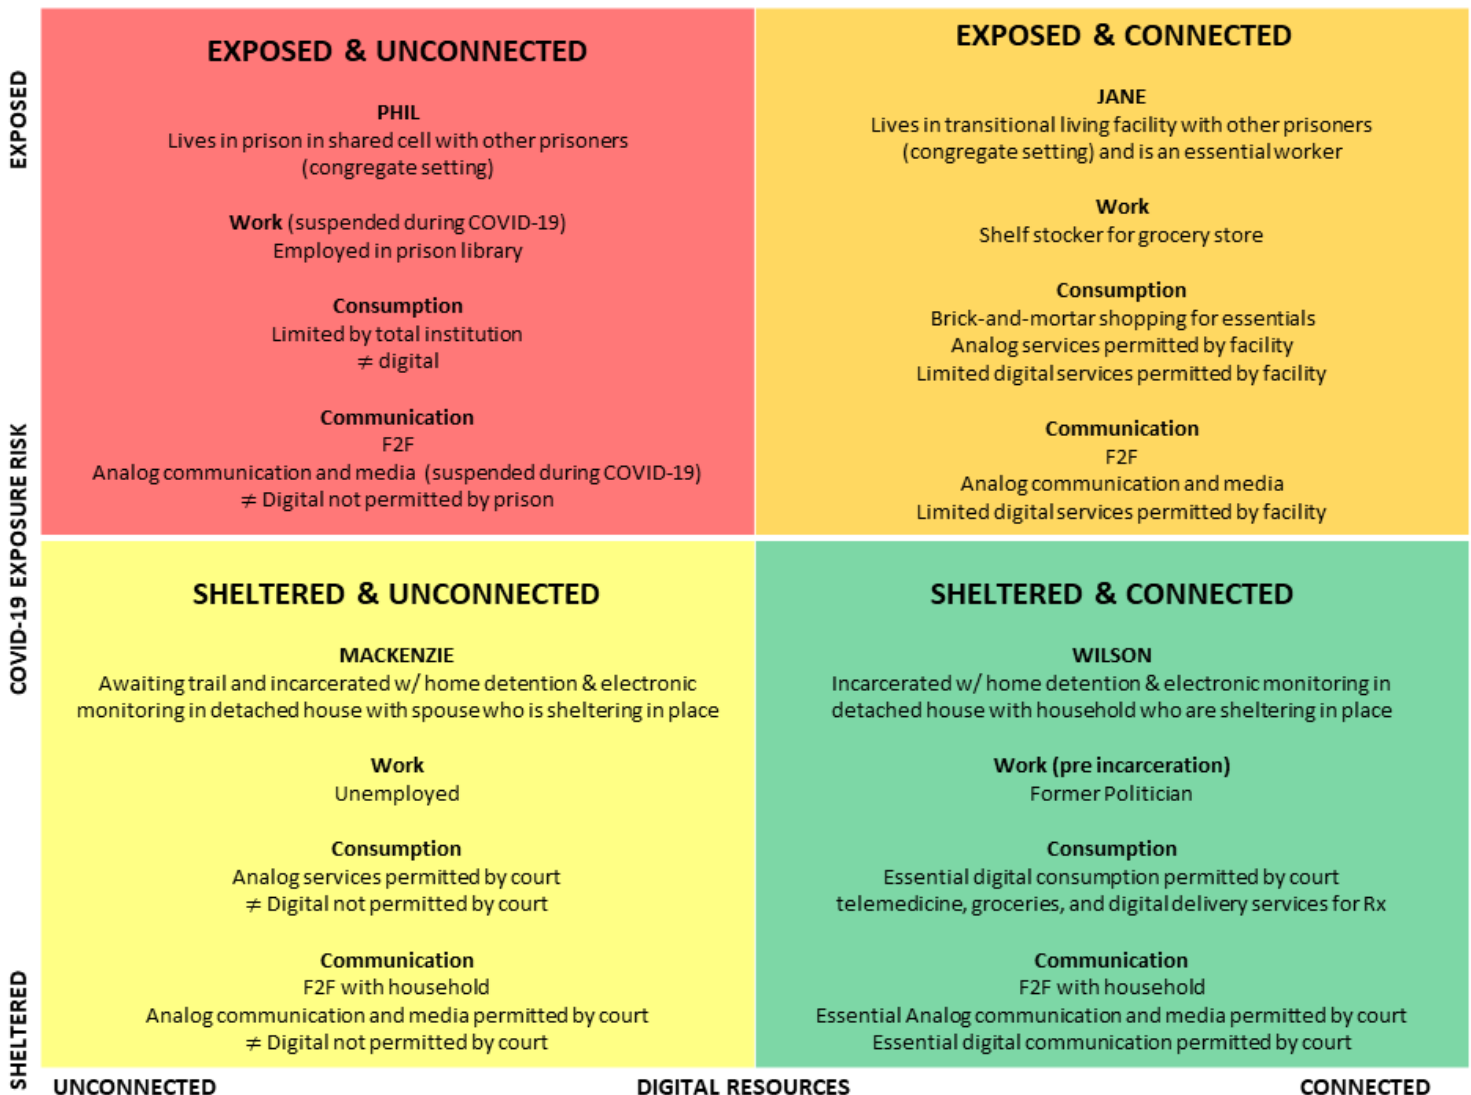 EXPOSED & UNCONNECTED
PHIL
Lives in prison in shared cell with other prisoners
(congregate setting)
Work (suspended during COVID-19)
Employed in prison library
Consumption
Limited by total institution
≠ digital
Communication
F2F
Analog communication and media (suspended during COVID-19)
≠ Digital not permitted by prison
EXPOSED & CONNECTED
JANE
Lives in transitional living facility with other prisoners
(congregate setting) and is an essential worker
Work
Shelf stocker for grocery store
Consumption
Brick-and-mortar shopping for essentials
Analog services permitted by facility
Limited digital services permitted by facility
Communication
F2F
Analog communication and media
Limited digital services permitted by facility
SHELTERED & UNCONNECTED
MACKENZIE
Awaiting trail and incarcerated w/ home detention & electronic
monitoring in detached house with spouse who is sheltering in place
Work
Unemployed
Consumption
Analog services permitted by court
≠ Digital not permitted by court
Communication
F2F with household
Analog communication and media permitted by court
≠ Digital not permitted by court
SHELTERED & CONNECTED
WILSON
Incarcerated w/ home detention & electronic monitoring in
detached house with household who are sheltering in place
Work (pre incarceration)
Former Politician
Consumption
Essential digital consumption permitted by court
telemedicine, groceries, and digital delivery services for Rx
Communication
F2F with household
Essential Analog communication and media permitted by court
Essential digital communication permitted by court
EXPOSED
COVID-19 EXPOSURE RISK
SHELTERED
UNCONNECTED
DIGITAL RESOURCES
CONNECTED